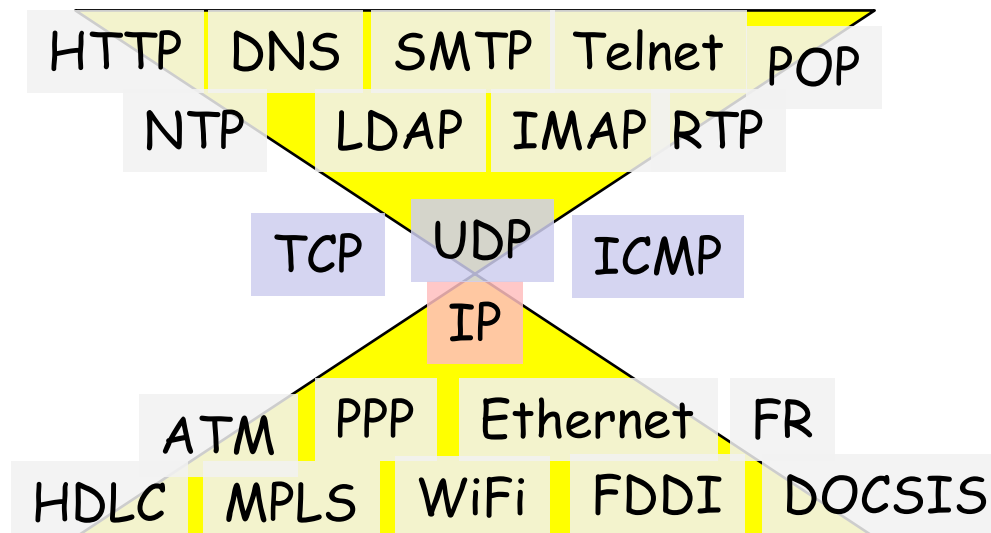 HTTP DNS SMTP Telnet POP
NTP LDAP IMAP RTP
TCP UDP ICMP
IP
ATM PPP Ethernet FR
HDLC MPLS WiFi FDDI DOCSIS